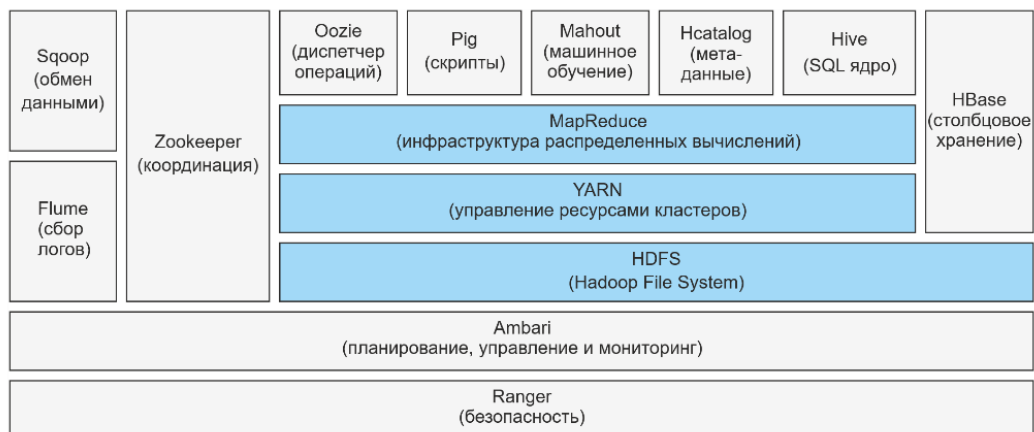 Sqoop
(обмен
данными)
Flume
(сбор
логов)
Zookeeper
(координация)
Oozie
(диспетчер
операций)
Pig
(скрипты)
Mahout
(машинное
обучение)
Hcatalog
(мета-
данные)
Hive
(SQL ядро)
MapReduce
(инфраструктура распределенных вычислений)
YARN
(управление ресурсами кластеров)
HBase
(столбцовое
хранение)
HDFS
(Hadoop File System)
Ambari
(планирование, управление и мониторинг)
Ranger
(безопасность)